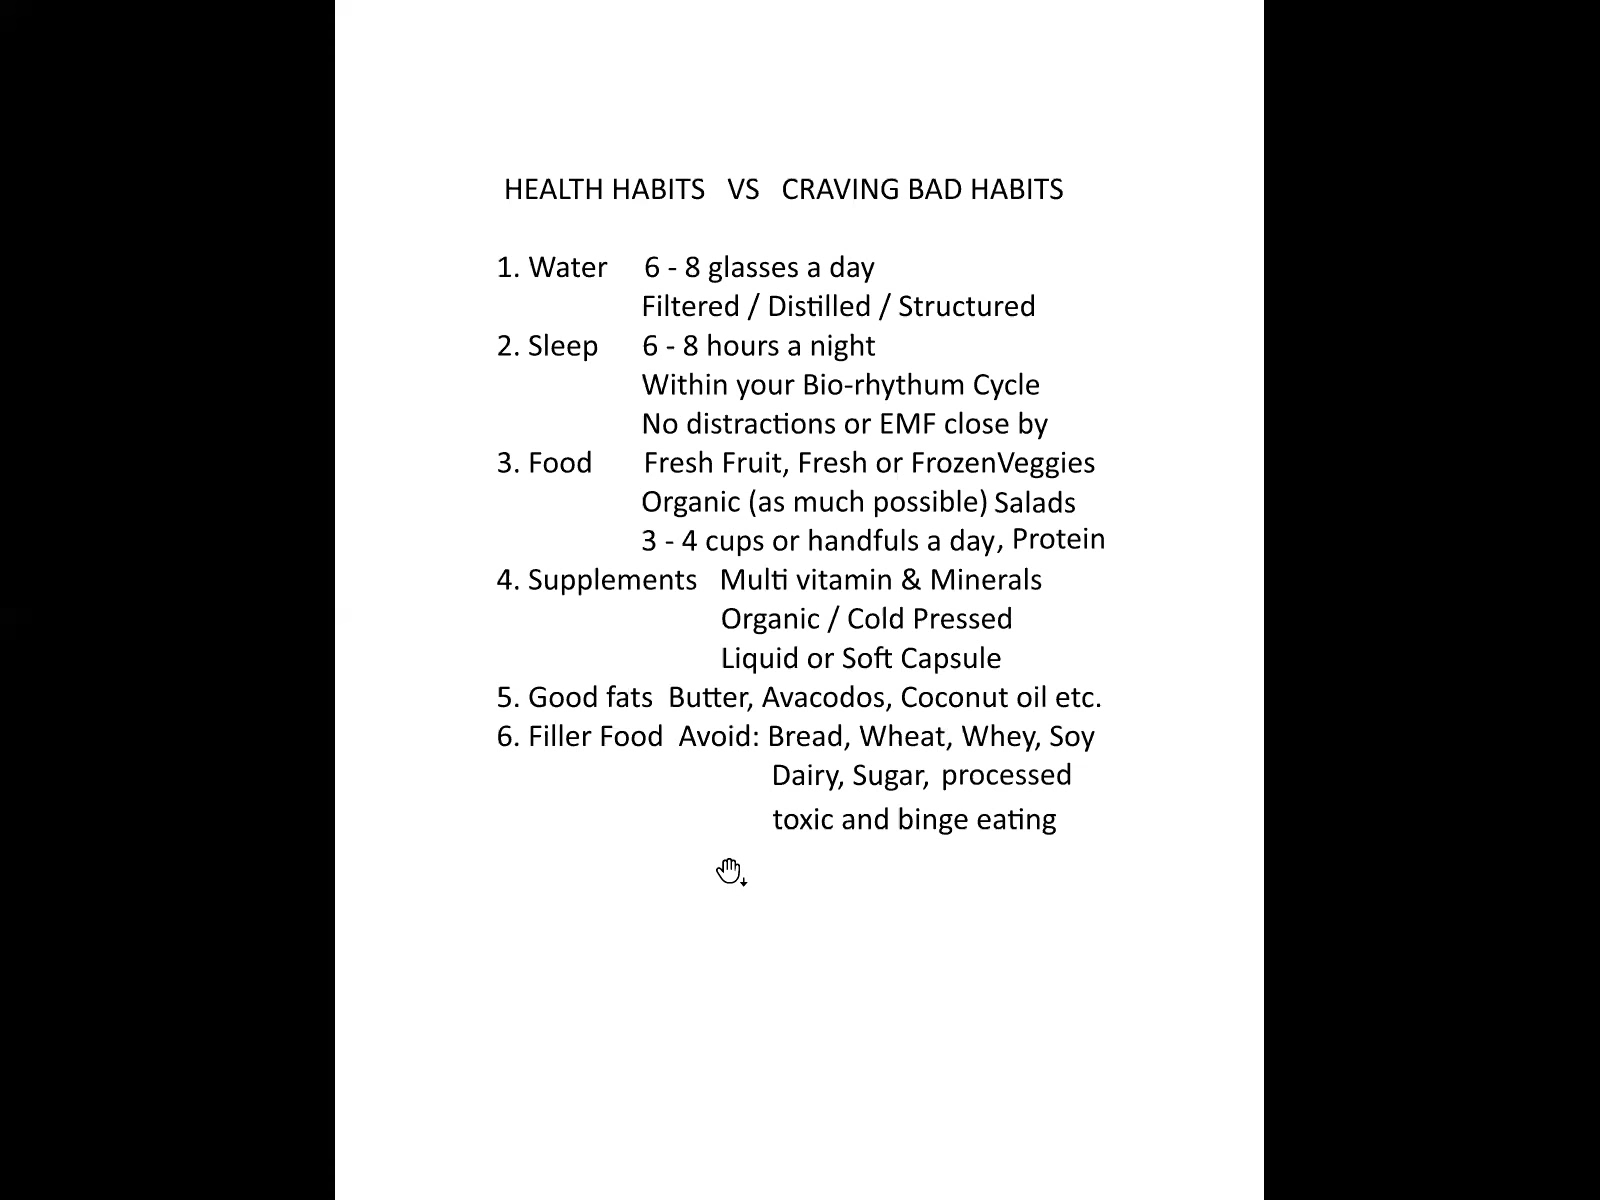 HEALTH HABITS VS CRAVING BAD HABITS
1. Water 6 - 8 glasses a day
Filtered / Distilled / Structured
2. Sleep 6 - 8 hours a night
Within your Bio-rhythum Cycle
No distractions or EMF close by
3. Food Fresh Fruit, Fresh or FrozenVeggies
Organic (as much possible) Salads
3 - 4 cups or handfuls a day, Protein
4. Supplements Multi vitamin & Minerals
Organic / Cold Pressed
Liquid or Soft Capsule
5. Good fats Butter, Avacodos, Coconut oil etc.
6. Filler Food Avoid: Bread, Wheat, Whey, Soy
Dairy, Sugar, processed
toxic and binge eating